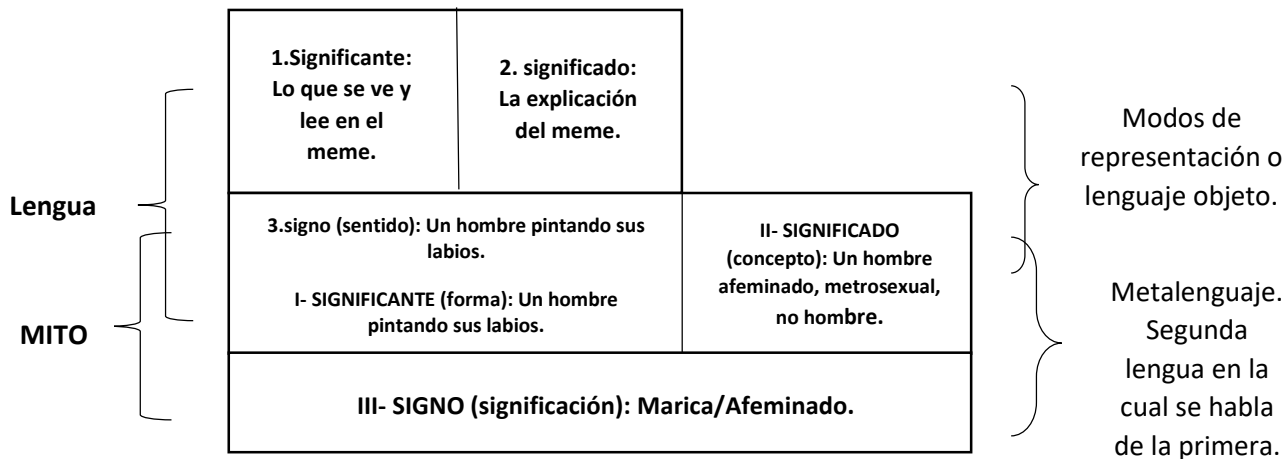 1.Significante:
Lo que se ve y
lee en el
meme.
2. significado:
La explicación
del meme.
Modos de
representación o
lenguaje objeto.
Lengua
3.signo (sentido): Un hombre pintando sus
labios.
I- SIGNIFICANTE (forma): Un hombre
pintando sus labios.
II- SIGNIFICADO
(concepto): Un hombre
afeminado, metrosexual,
no hombre.
MITO
Metalenguaje.
Segunda
lengua en la
cual se habla
de la primera.
III- SIGNO (significación): Marica/Afeminado.